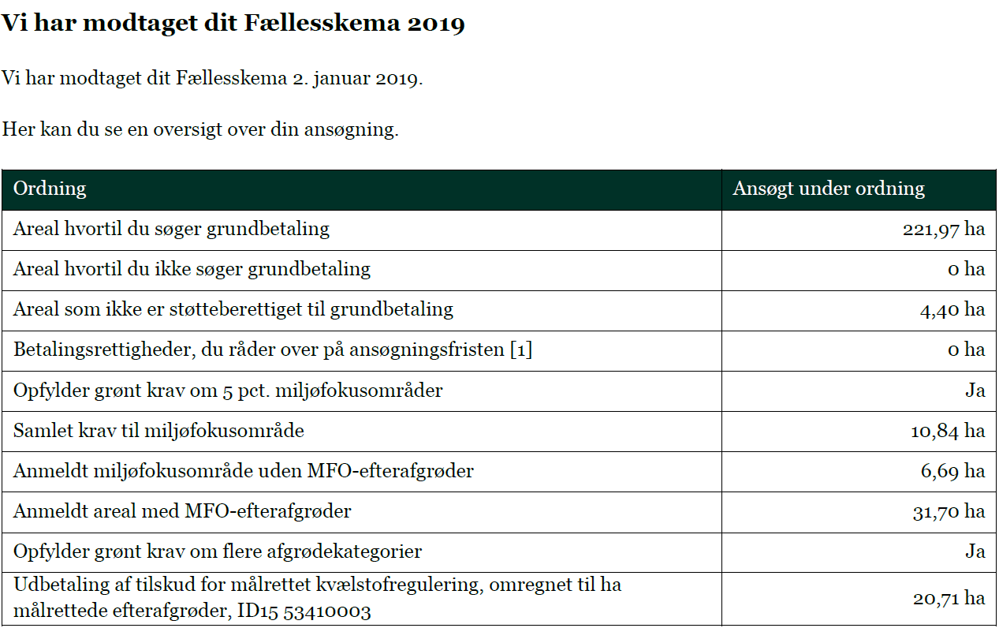 Vi har modtaget dit Fællesskema 2019
Vi har modtaget dit Fællesskema 2. januar 2019.
Her kan du se en oversigt over din ansøgning.
Ordning Ansøgt under ordning
Areal hvortil du søger grundbetaling 221,97 ha
Areal hvortil du ikke søger grundbetaling 0 ha
Areal som ikke er støtteberettiget til grundbetaling 4,40 ha
Betalingsrettigheder, du råder over på ansøgningsfristen [1] 0 ha
Opfylder grønt krav om 5 pct. miljøfokusområder Ja
Samlet krav til miljøfokusområde 10,84 ha
Anmeldt miljøfokusområde uden MFO-efterafgrøder 6,69 ha
Anmeldt areal med MFO-efterafgrøder 31,70 ha
Opfylder grønt krav om flere afgrødekategorier Ja
Udbetaling af tilskud for målrettet kvælstofregulering, omregnet til ha
målrettede efterafgrøder, ID15 53410003 20,71 ha